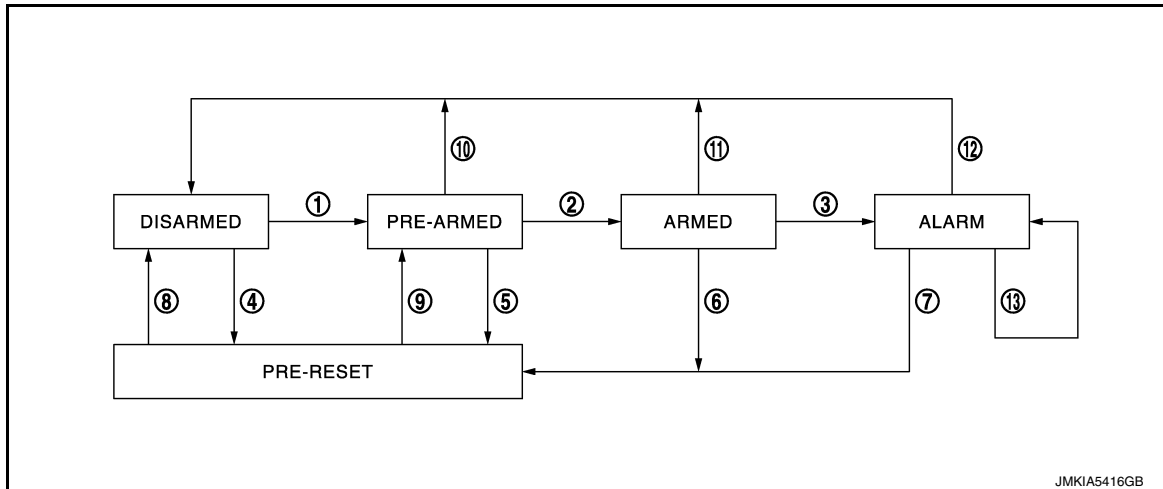 ⑩ ⑪ ⑫
DISARMED ① PRE-ARMED ② ARMED ③ ALARM
⑧ ④ ⑨ ⑤ ⑥ ⑦ ⑬
PRE-RESET
JMKIA5416GB